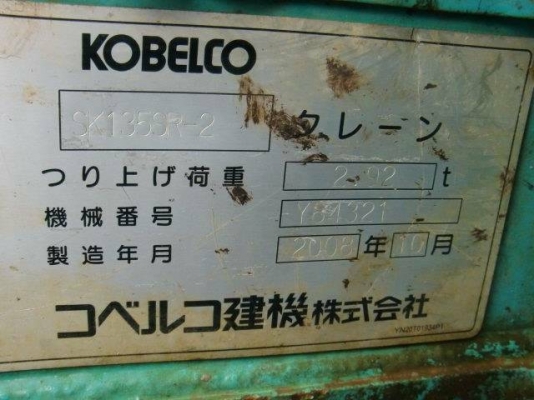 KOBELCO
SK135SR-2 クレーン
つり上げ荷重 2.92 t
機械番号
製造年月 2008 年 10 月
コベルコ建機株式会社